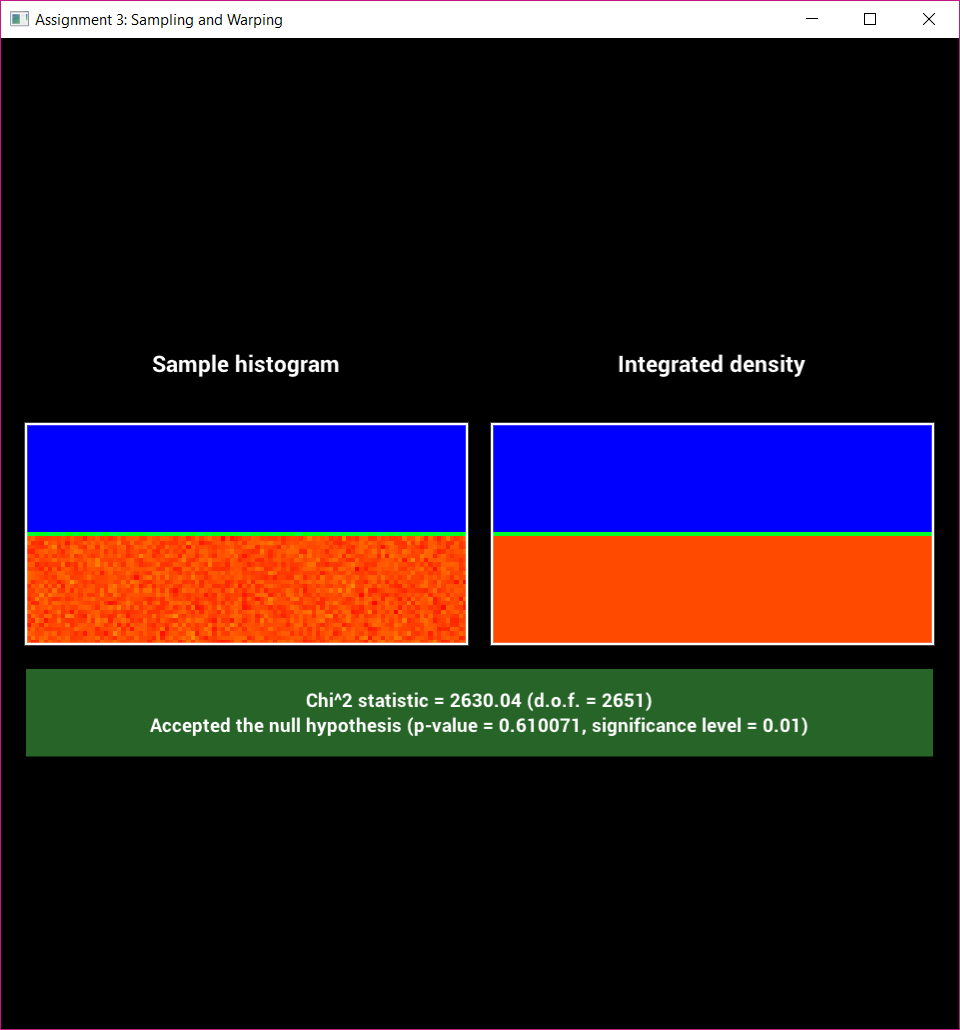 Assignment 3: Sampling and Warping
Sample histogram
Integrated density
Chi^2 statistic = 2630.04 (d.o.f. = 2651)
Accepted the null hypothesis (p-value = 0.610071, significance level = 0.01)